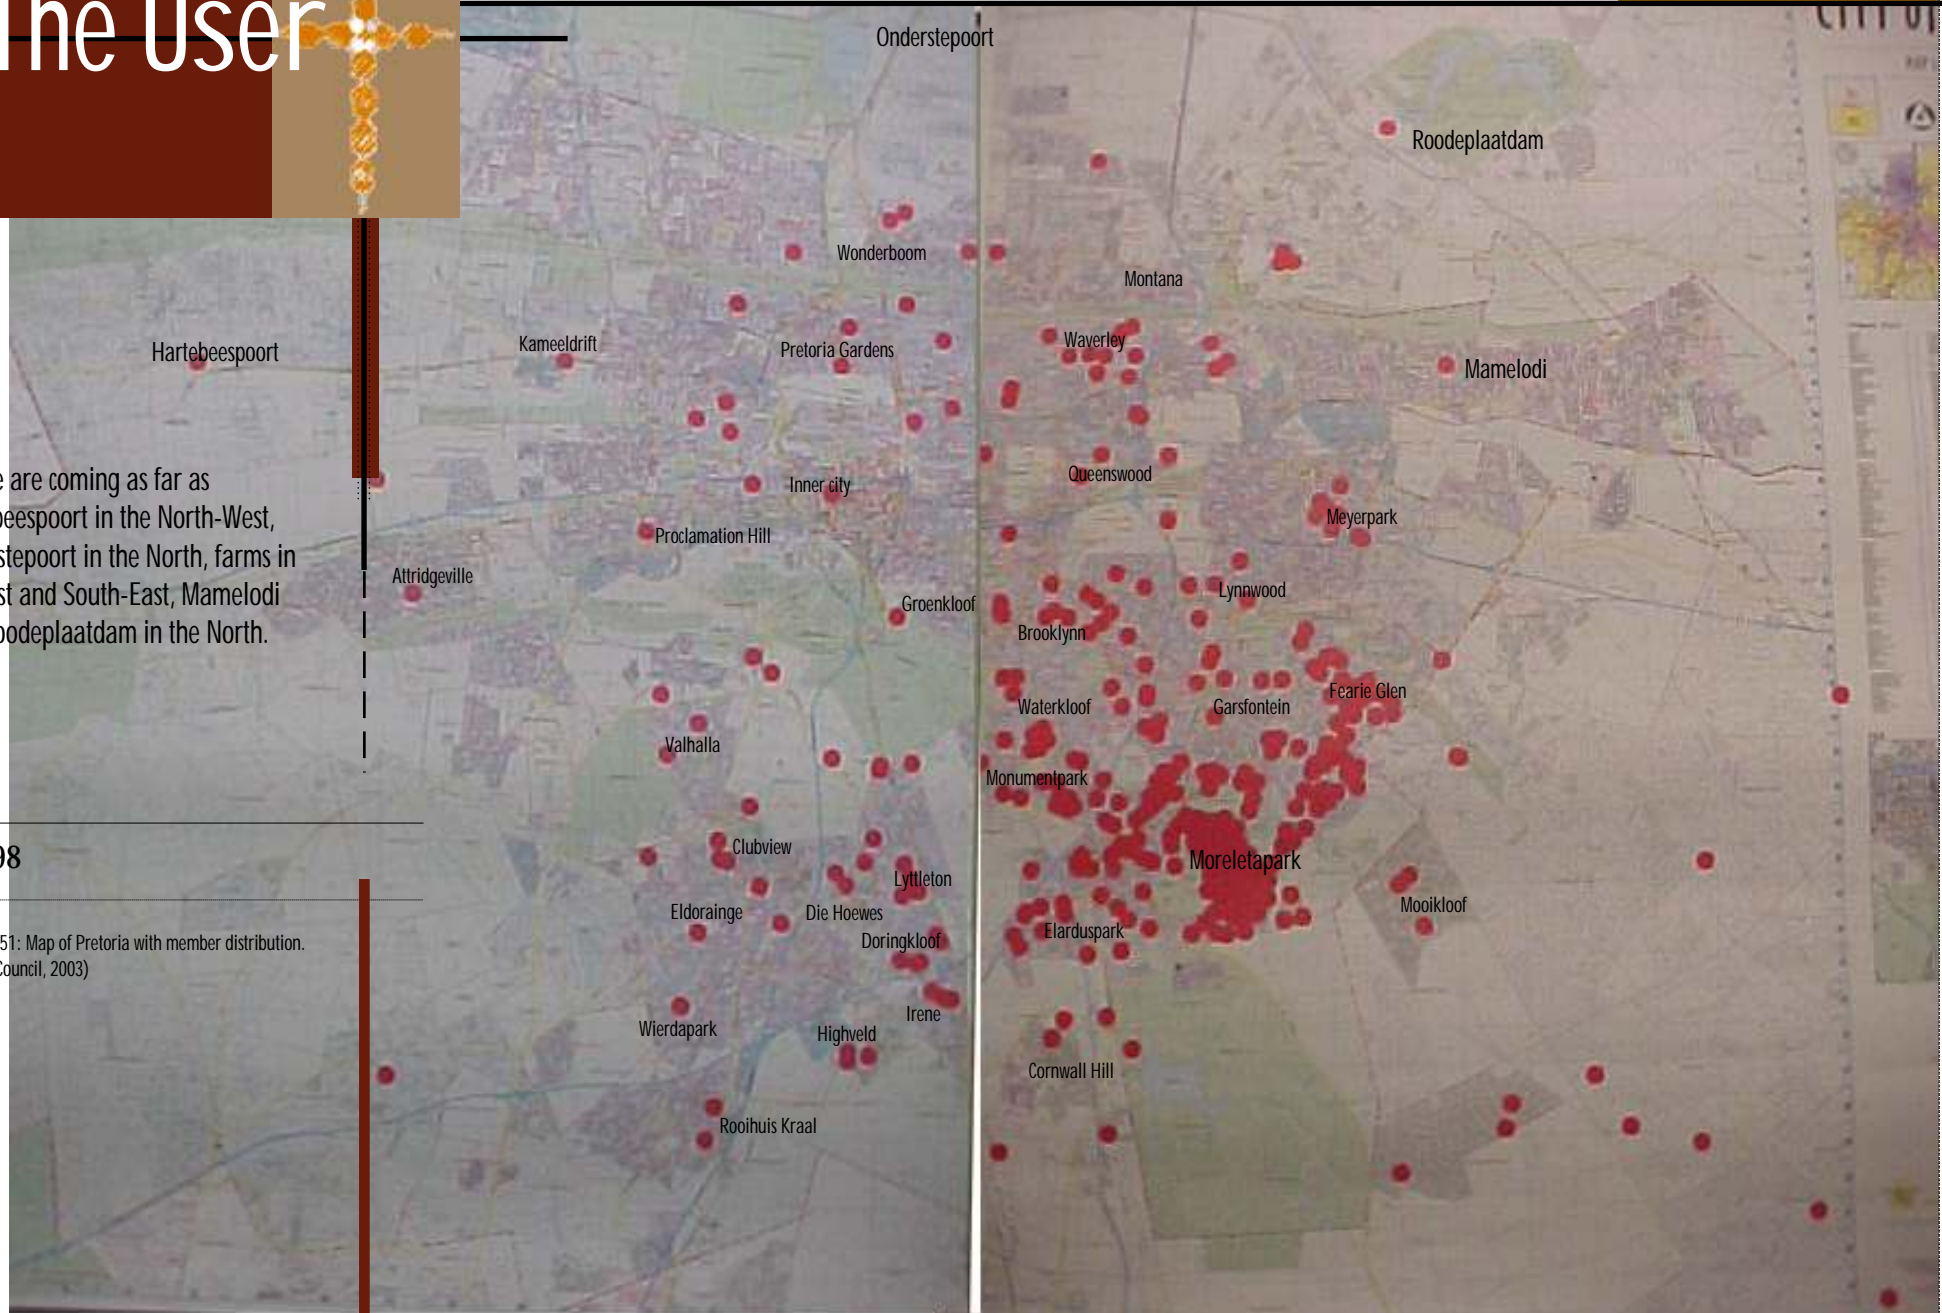 The User
e are coming as far as
beespoort in the North-West,
stepoort in the North, farms in
st and South-East, Mamelodi
oodeplaatdam in the North.
98
51: Map of Pretoria with member distribution.
Council, 2003)
Onderstepoort
Roodeplaatdam
Wonderboom
Montana
Hartebeespoort
Kameeldrift
Pretoria Gardens
Waverley
Mamelodi
Queenswood
Inner city
Meyerpark
Proclamation Hill
Attridgeville
Lynnwood
Groenkloof
Brooklynn
Fearie Glen
Waterkloof
Garsfontein
Valhalla
Monumentpark
Clubview
Moreletapark
Lyttleton
Mooikloof
Eldorainge
Die Hoewes
Elarduspark
Doringkloof
Irene
Wierdapark
Highveld
Cornwall Hill
Rooihuis Kraal